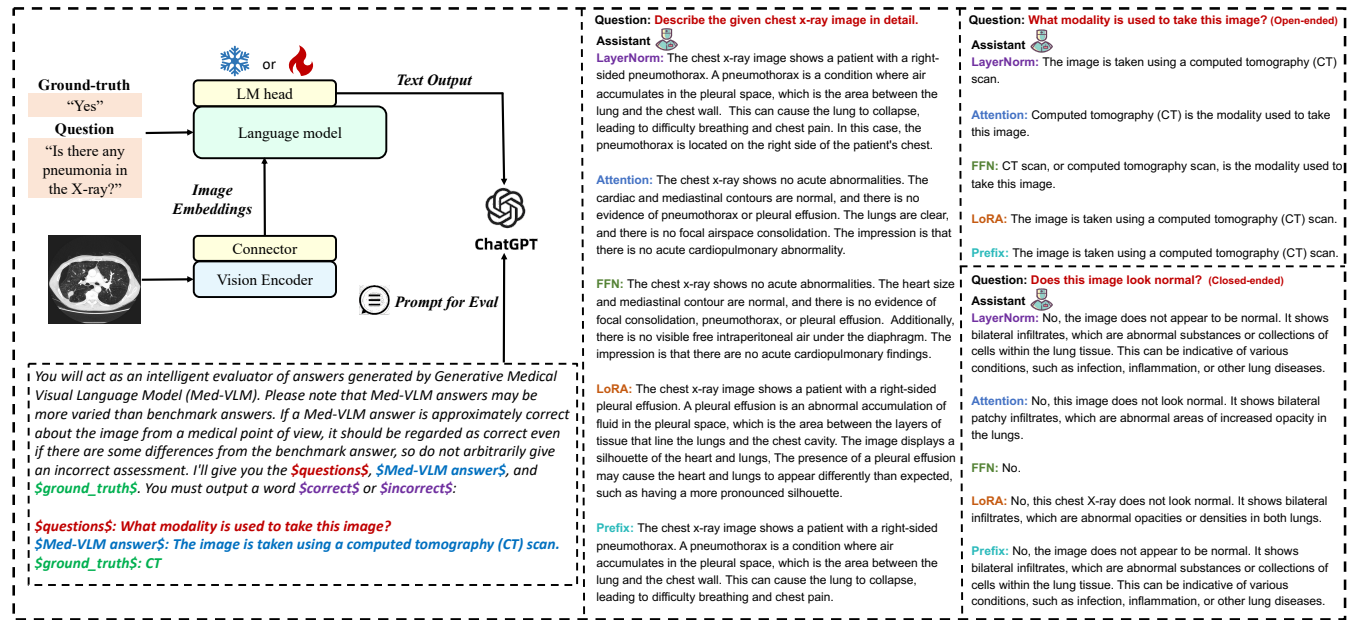 or
LM head
Text Output
Ground-truth
“Yes”
Language model
Question
“Is there any
pneumonia in
the X-ray?”
Image
Embeddings
ChatGPT
Connector
Vision Encoder
Prompt for Eval
You will act as an intelligent evaluator of answers generated by Generative Medical
Visual Language Model (Med-VLM). Please note that Med-VLM answers may be
more varied than benchmark answers. If a Med-VLM answer is approximately correct
about the image from a medical point of view, it should be regarded as correct even
if there are some differences from the benchmark answer, so do not arbitrarily give
an incorrect assessment. I'll give you the $questions$, $Med-VLM answer$, and
$ground_truth$. You must output a word $correct$ or $incorrect$:
$questions$: What modality is used to take this image?
$Med-VLM answer$: The image is taken using a computed tomography (CT) scan.
$ground_truth$: CT
Question: Describe the given chest x-ray image in detail.
Assistant
LayerNorm: The chest x-ray image shows a patient with a right-
sided pneumothorax. A pneumothorax is a condition where air
accumulates in the pleural space, which is the area between the
lung and the chest wall. This can cause the lung to collapse,
leading to difficulty breathing and chest pain. In this case, the
pneumothorax is located on the right side of the patient's chest.
Attention: The chest x-ray shows no acute abnormalities. The
cardiac and mediastinal contours are normal, and there is no
evidence of pneumothorax or pleural effusion. The lungs are clear,
and there is no focal airspace consolidation. The impression is that
there is no acute cardiopulmonary abnormality.
FFN: The chest x-ray shows no acute abnormalities. The heart size
and mediastinal contour are normal, and there is no evidence of
focal consolidation, pneumothorax, or pleural effusion. Additionally,
there is no visible free intraperitoneal air under the diaphragm. The
impression is that there are no acute cardiopulmonary findings.
LoRA: The chest x-ray image shows a patient with a right-sided
pleural effusion. A pleural effusion is an abnormal accumulation of
fluid in the pleural space, which is the area between the layers of
tissue that line the lungs and the chest cavity. The image displays a
silhouette of the heart and lungs, The presence of a pleural effusion
may cause the heart and lungs to appear differently than expected,
such as having a more pronounced silhouette.
Prefix: The chest x-ray image shows a patient with a right-sided
pneumothorax. A pneumothorax is a condition where air
accumulates in the pleural space, which is the area between the
lung and the chest wall. This can cause the lung to collapse,
leading to difficulty breathing and chest pain.
Question: What modality is used to take this image? (Open-ended)
Assistant
LayerNorm: The image is taken using a computed tomography (CT)
scan.
Attention: Computed tomography (CT) is the modality used to take
this image.
FFN: CT scan, or computed tomography scan, is the modality used to
take this image.
LoRA: The image is taken using a computed tomography (CT) scan.
Prefix: The image is taken using a computed tomography (CT) scan.
Question: Does this image look normal? (Closed-ended)
Assistant
LayerNorm: No, the image does not appear to be normal. It shows
bilateral infiltrates, which are abnormal substances or collections of
cells within the lung tissue. This can be indicative of various
conditions, such as infection, inflammation, or other lung diseases.
Attention: No, this image does not look normal. It shows bilateral
patchy infiltrates, which are abnormal areas of increased opacity in
the lungs.
FFN: No.
LoRA: No, this chest X-ray does not look normal. It shows bilateral
infiltrates, which are abnormal opacities or densities in both lungs.
Prefix: No, the image does not appear to be normal. It shows
bilateral infiltrates, which are abnormal substances or collections of
cells within the lung tissue. This can be indicative of various
conditions, such as infection, inflammation, or other lung diseases.